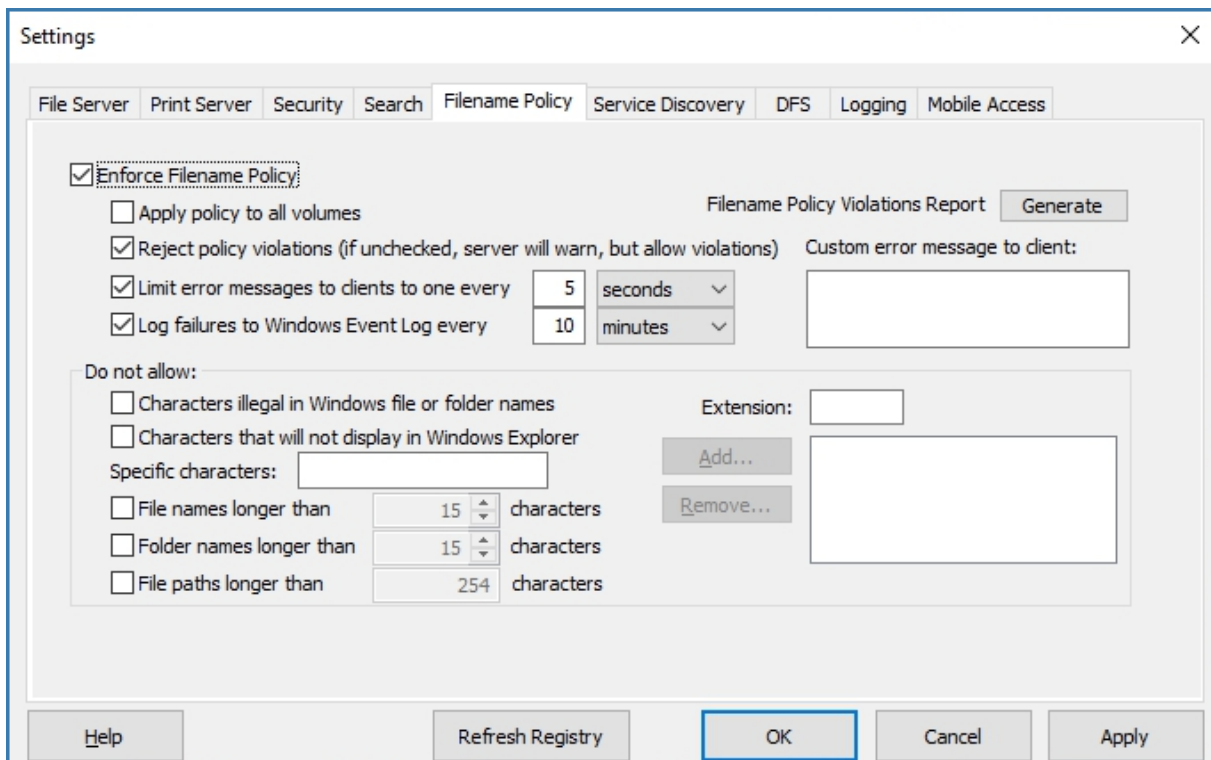 Settings
File Server Print Server Security Search Filename Policy Service Discovery DFS Logging Mobile Access
Enforce Filename Policy
Apply policy to all volumes
Filename Policy Violations Report Generate
Reject policy violations (if unchecked, server will warn, but allow violations)
Custom error message to client:
Limit error messages to clients to one every 5 seconds
Log failures to Windows Event Log every 10 minutes
Do not allow:
Characters illegal in Windows file or folder names
Extension:
Characters that will not display in Windows Explorer
Add...
Specific characters:
File names longer than 15 characters
Remove...
Folder names longer than 15 characters
File paths longer than 254 characters
Help Refresh Registry OK Cancel Apply